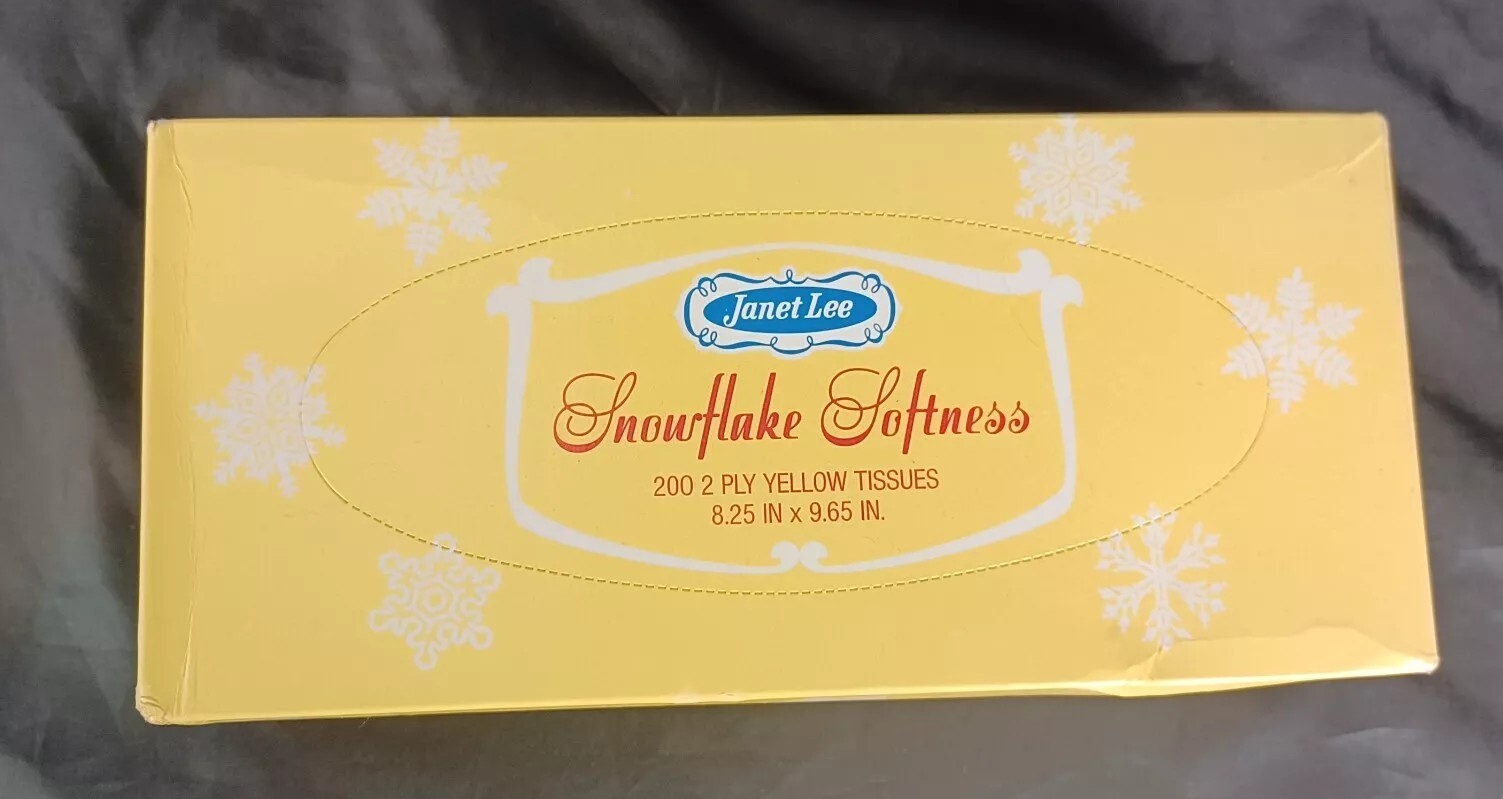 Janet Lee
Snowflake Softness
200 2 PLY YELLOW TISSUES
8.25 IN x 9.65 IN.